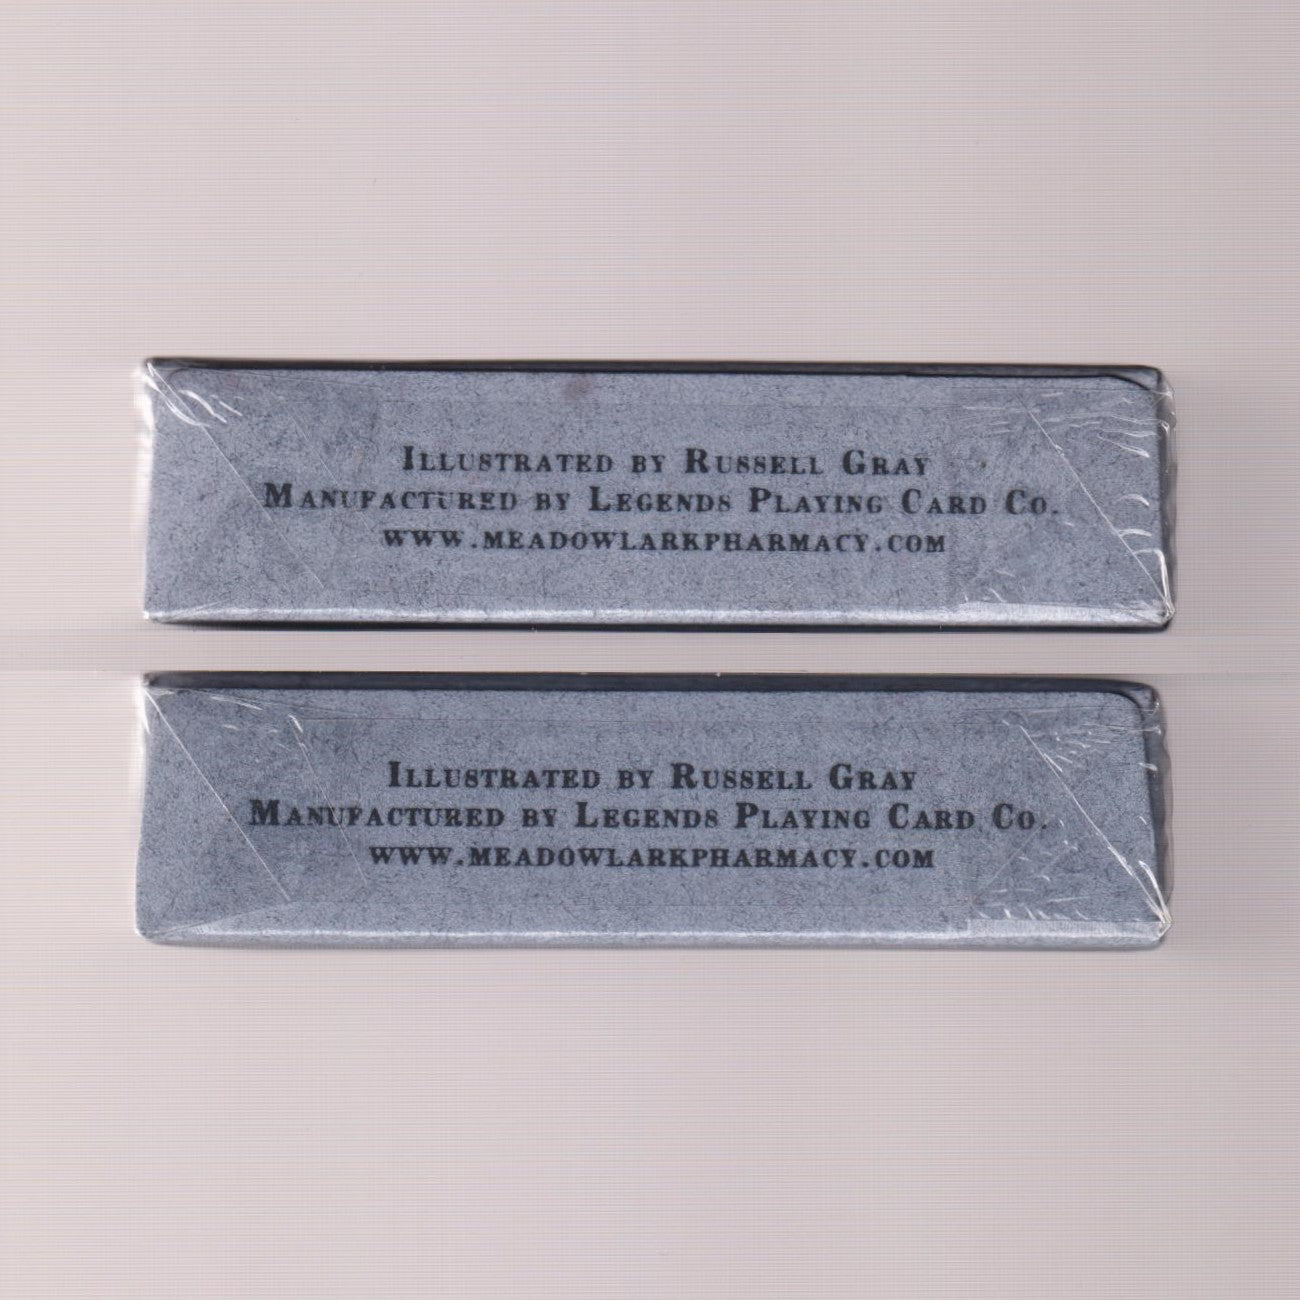 Illustrated by Russell Gray
Manufactured by Legends Playing Card Co.
www.meadowlarkpharmacy.com
Illustrated by Russell Gray
Manufactured by Legends Playing Card Co.
www.meadowlarkpharmacy.com